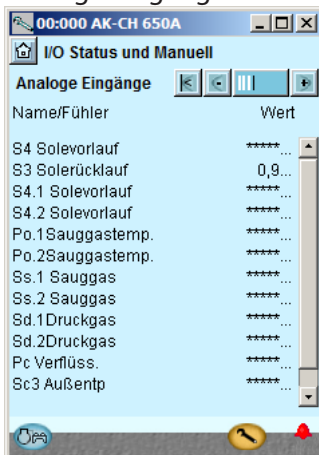 00:000 AK-CH 650A
I/O Status und Manuell
Analoge Eingänge
Name/Fühler Wert
S4 Solevorlauf *****...
S3 Solerücklauf 0,9...
S4.1 Solevorlauf *****...
S4.2 Solevorlauf *****...
Po.1Sauggastemp. *****...
Po.2Sauggastemp. *****...
Ss.1 Sauggas *****...
Ss.2 Sauggas *****...
Sd.1Druckgas *****...
Sd.2Druckgas *****...
Pc Verflüss. *****...
Sc3 Außentp *****...